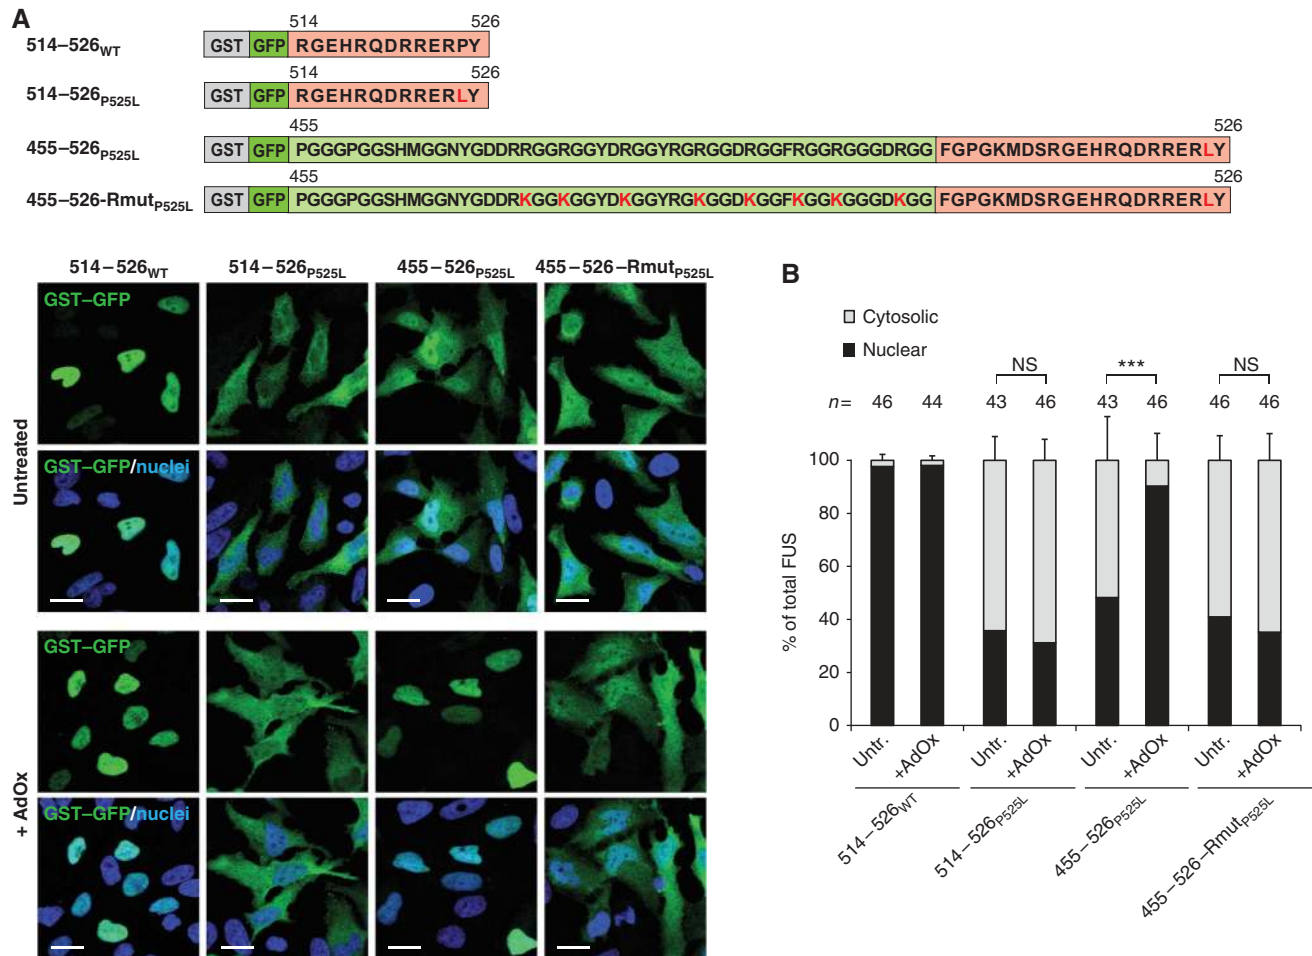 A
514 526
514–526WT GST GFP RGEHRQDRRERPY
514 526
514–526P525L GST GFP RGEHRQDRRERLY
455 526
455–526P525L GST GFP PGGGPGGSHMGGNYGDDRRGGRGGYDRGGYRGRGGDRGGFRGGRGGGDRGG FGPGKMDSRGEHRQDRRERLY
455 526
455–526-RmutP525L GST GFP PGGGPGGSHMGGNYGDDRKGGKGGYDKGGYRGKGGDKGGFKGGKGGGDKGG FGPGKMDSRGEHRQDRRERLY
514–526WT 514–526P525L 455–526P525L 455–526–RmutP525L
Untreated
GST–GFP
GST–GFP/nuclei
+ AdOx
GST–GFP
GST–GFP/nuclei
B
Cytosolic
Nuclear
NS *** NS
n= 46 44 43 46 43 46 46 46
% of total FUS
100
80
60
40
20
0
Untr. +AdOx Untr. +AdOx Untr. +AdOx Untr. +AdOx
514–526WT 514–526P525L 455–526P525L 455–526–RmutP525L